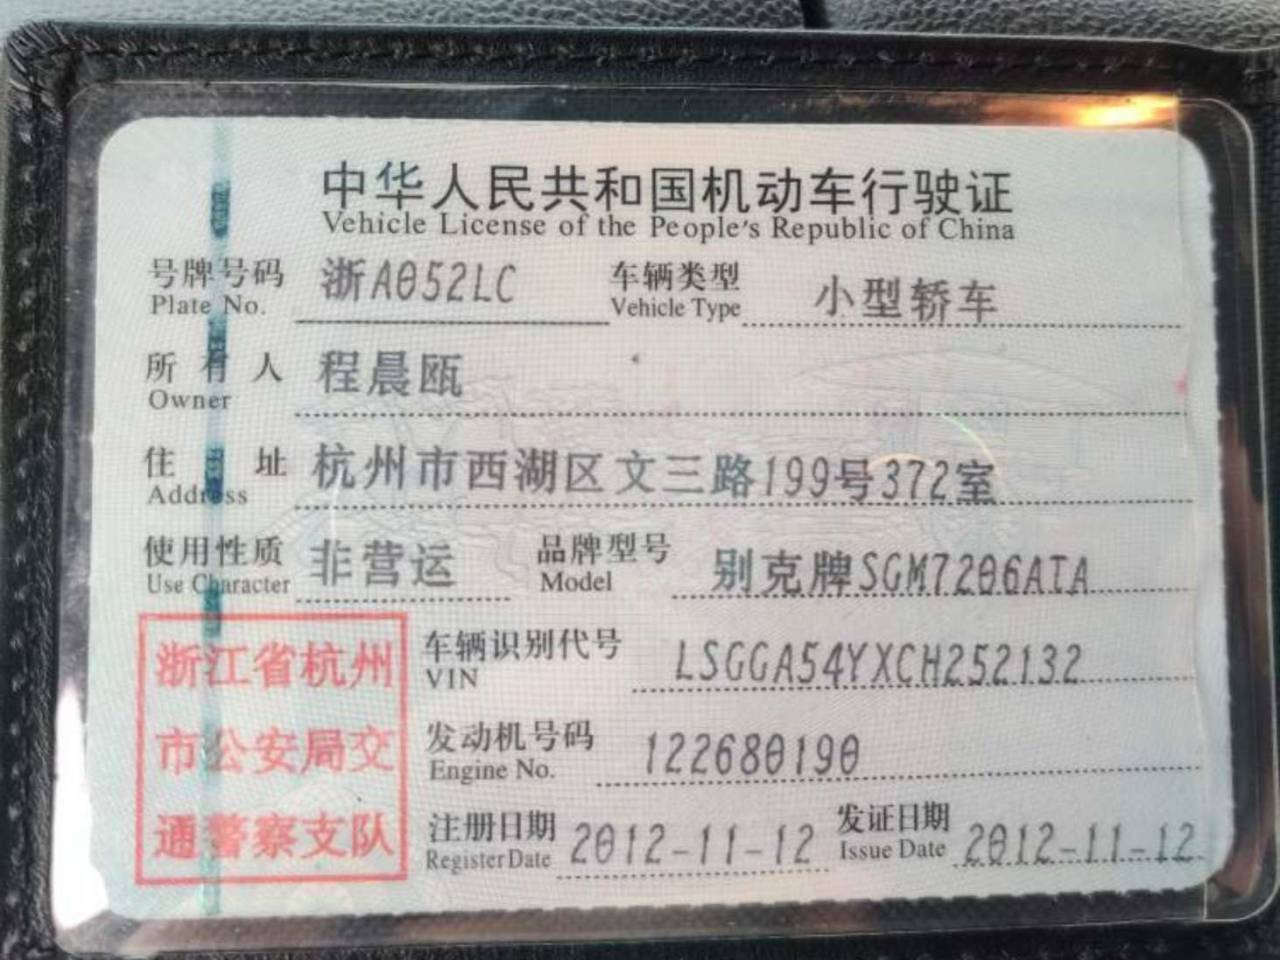 中华人民共和国机动车行驶证
Vehicle License of the People's Republic of China
号牌号码 浙A052LC 车辆类型 小型轿车
Plate No. Vehicle Type
所有人 程晨瓯
Owner
住址 杭州市西湖区文三路199号372室
Address
使用性质 非营运 品牌型号 别克牌SGM7206ATA
Use Character Model
车辆识别代号 LSGGA54YXCH252132
VIN
发动机号码 122680190
Engine No.
注册日期 2012-11-12 发证日期 2012-11-12
Register Date Issue Date
浙江省杭州
市公安局交
通警察支队